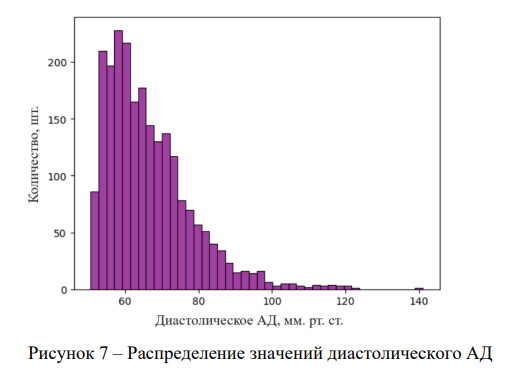 200
150
100
50
0
Количество, шт.
60 80 100 120 140
Диастолическое АД, мм. рт. ст.
Рисунок 7 – Распределение значений диастолического АД